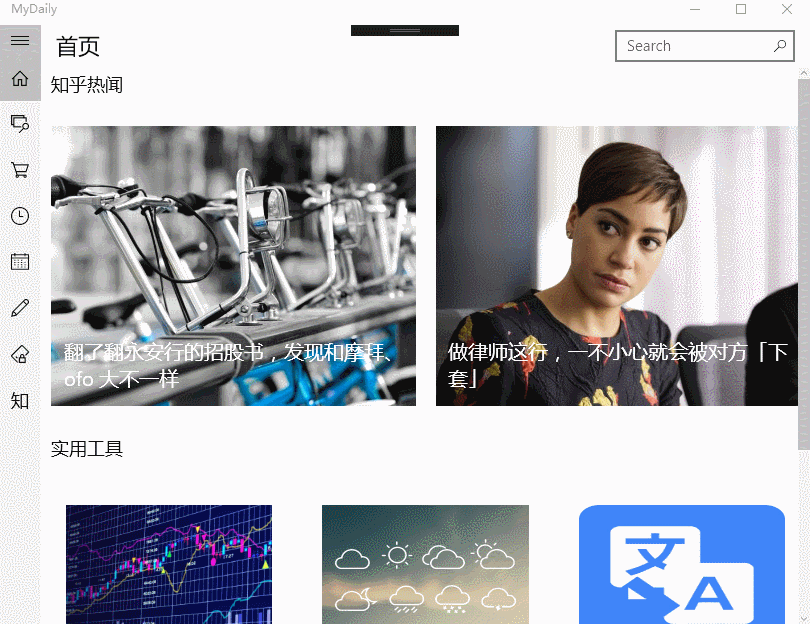 MyDaily
首页
Search
知乎热闻
翻了翻永安行的招股书，发现和摩拜、
ofo 大不一样
做律师这行，一不小心就会被对方「下
套」
知
实用工具
文
A